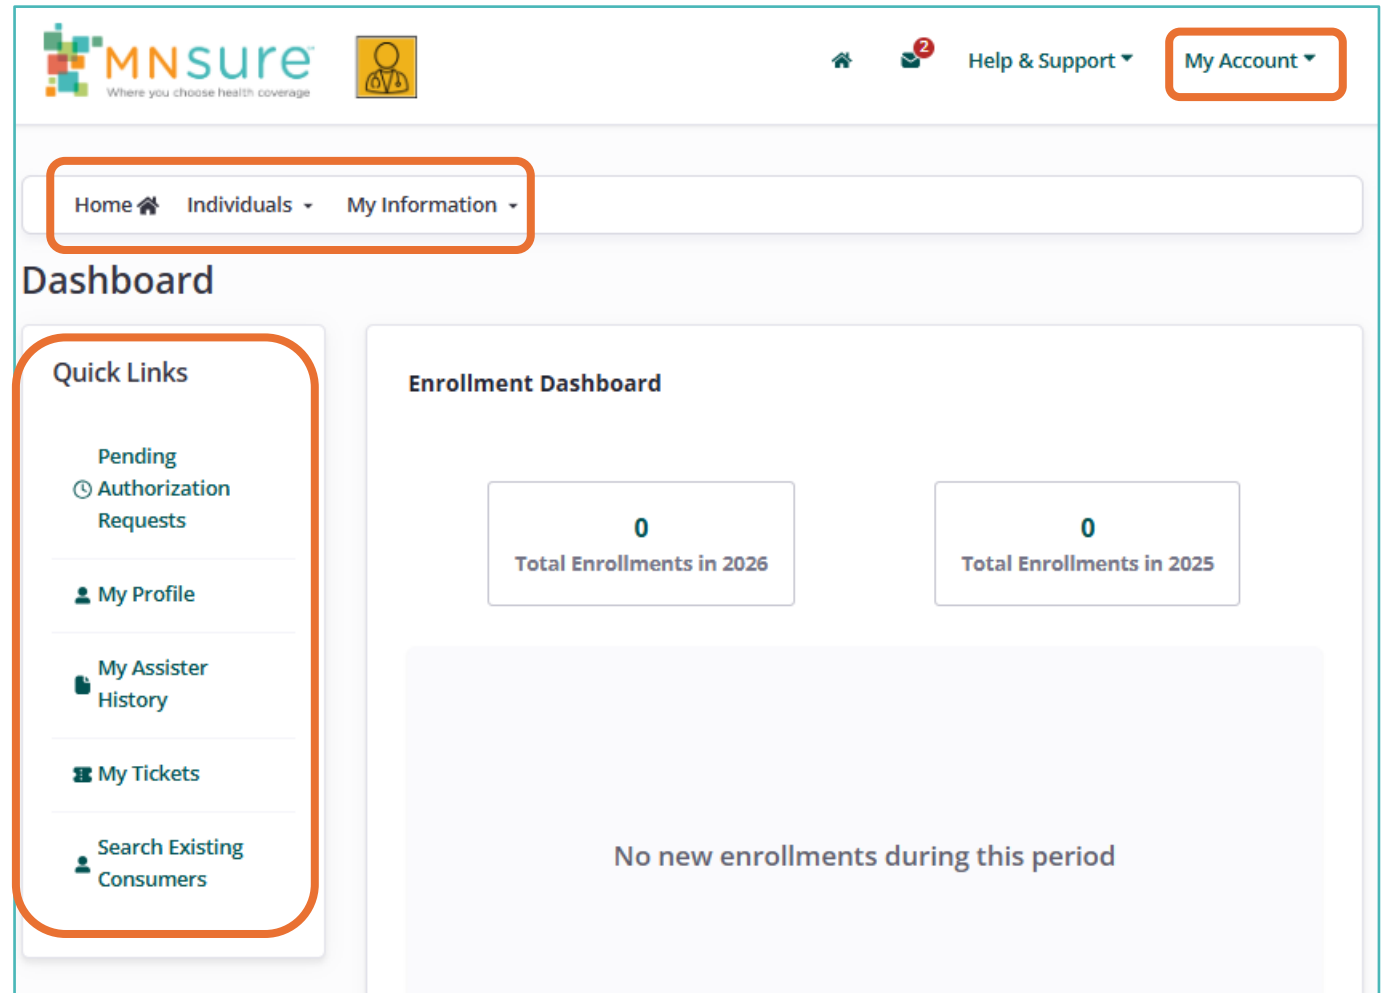 MNsure
Where you choose health coverage
2
Help & Support
My Account
Home
Individuals
My Information
Dashboard
Quick Links
Pending
Authorization
Requests
My Profile
My Assister
History
My Tickets
Search Existing
Consumers
Enrollment Dashboard
0
Total Enrollments in 2026
0
Total Enrollments in 2025
No new enrollments during this period